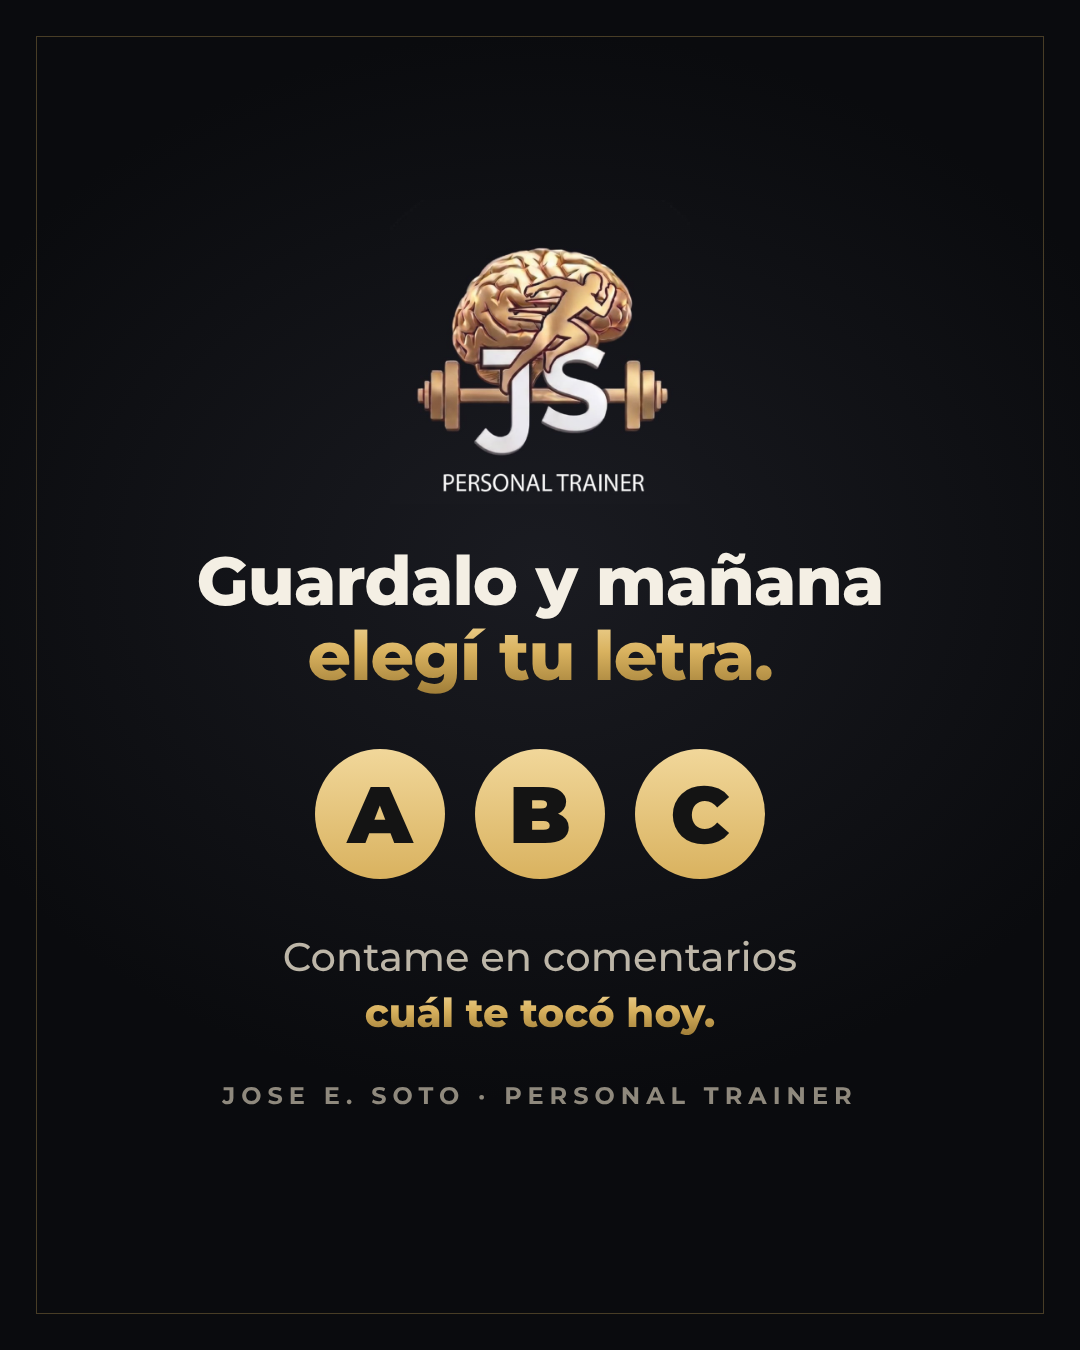 JS
PERSONAL TRAINER
Guardalo y mañana
elegí tu letra.
A B C
Contame en comentarios
cuál te tocó hoy.
JOSE E. SOTO · PERSONAL TRAINER